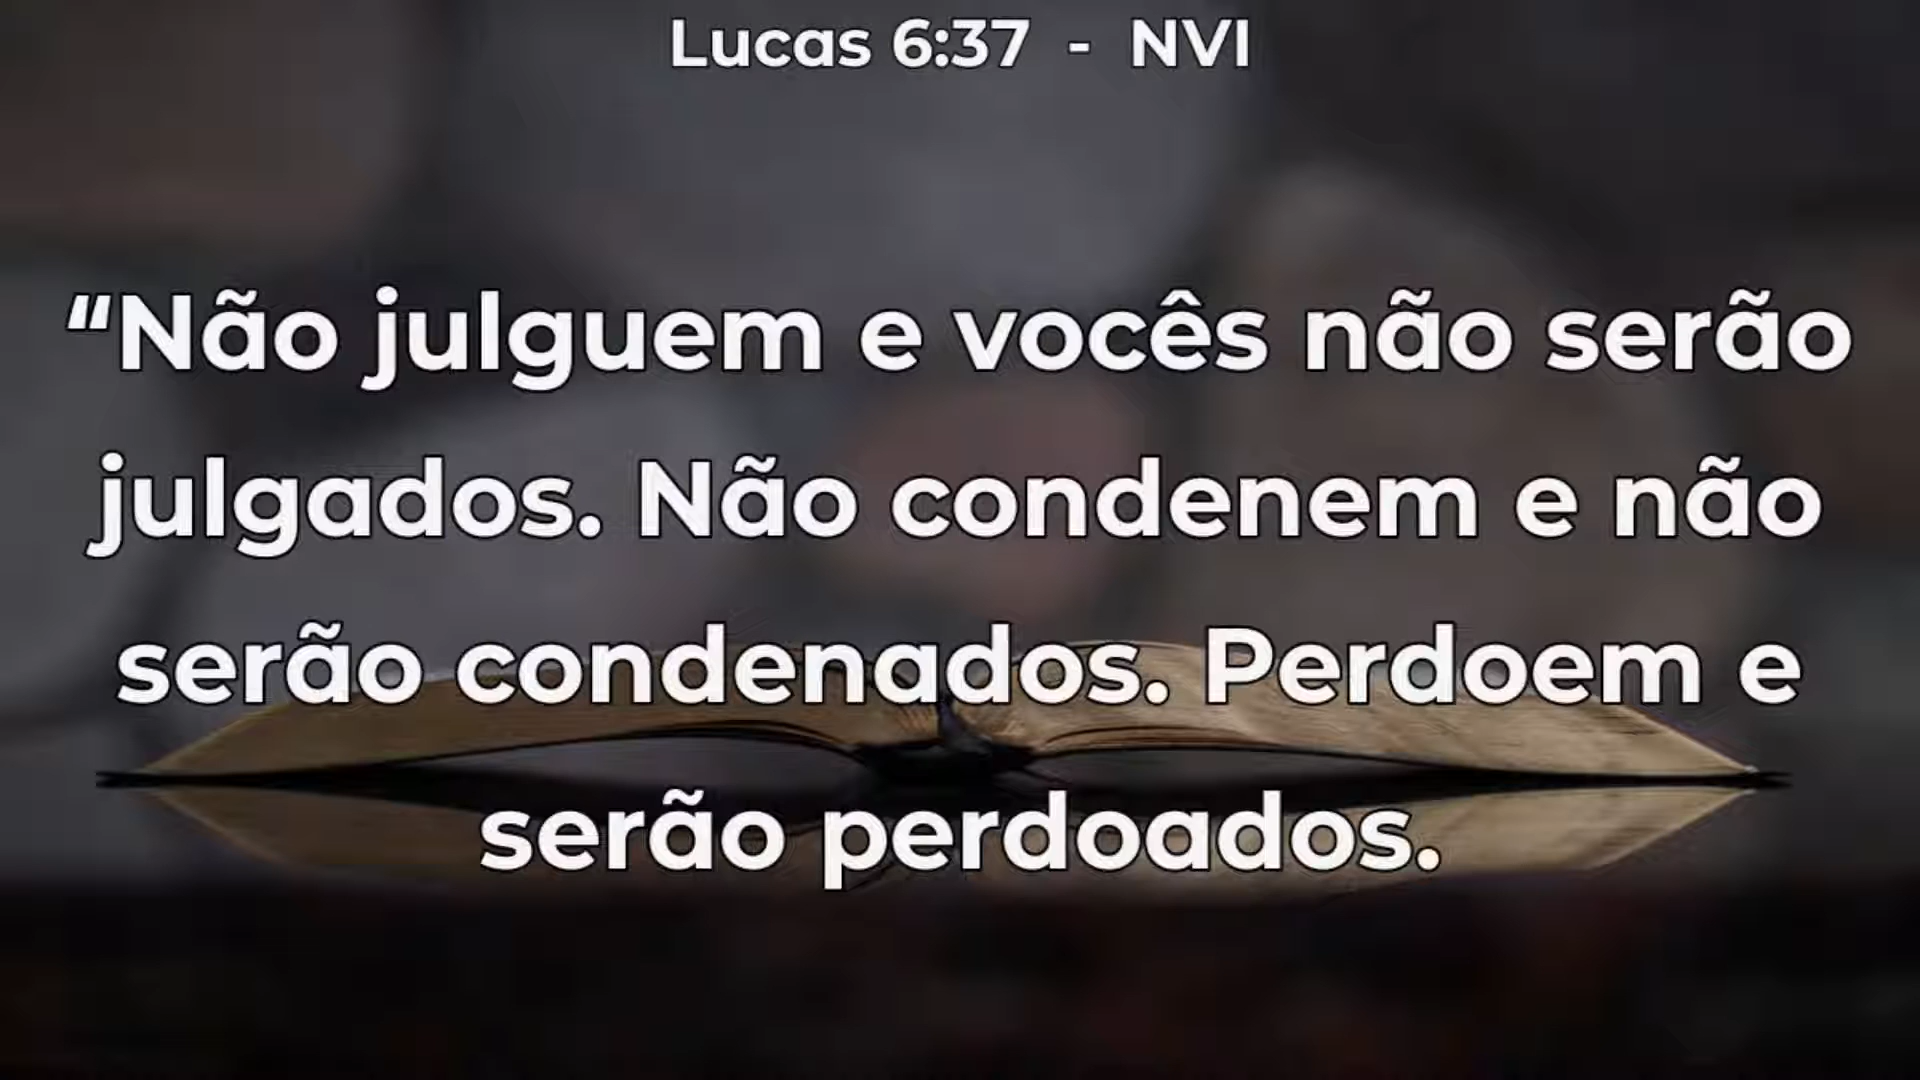 Lucas 6:37 - NVI
“Não julguem e vocês não serão
julgados. Não condenem e não
serão condenados. Perdoem e
serão perdoados.